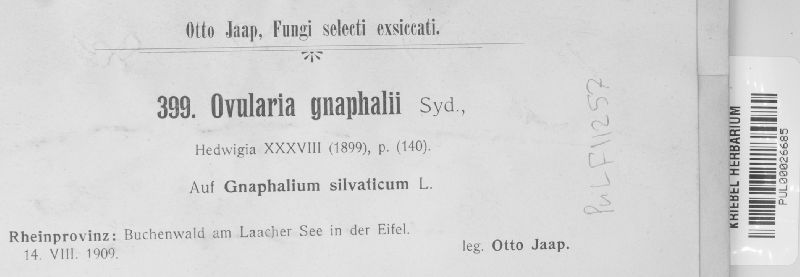 Otto Jaap, Fungi selecti exsiccati.
399. Ovularia gnaphalii Syd.,
Hedwigia XXXVIII (1899), p. (140).
Auf Gnaphalium silvaticum L.
Rheinprovinz: Buchenwald am Laacher See in der Eifel.
14. VIII. 1909.
leg. Otto Jaap.
PuLF11257
KRIEBEL HERBARIUM
PUL00026685